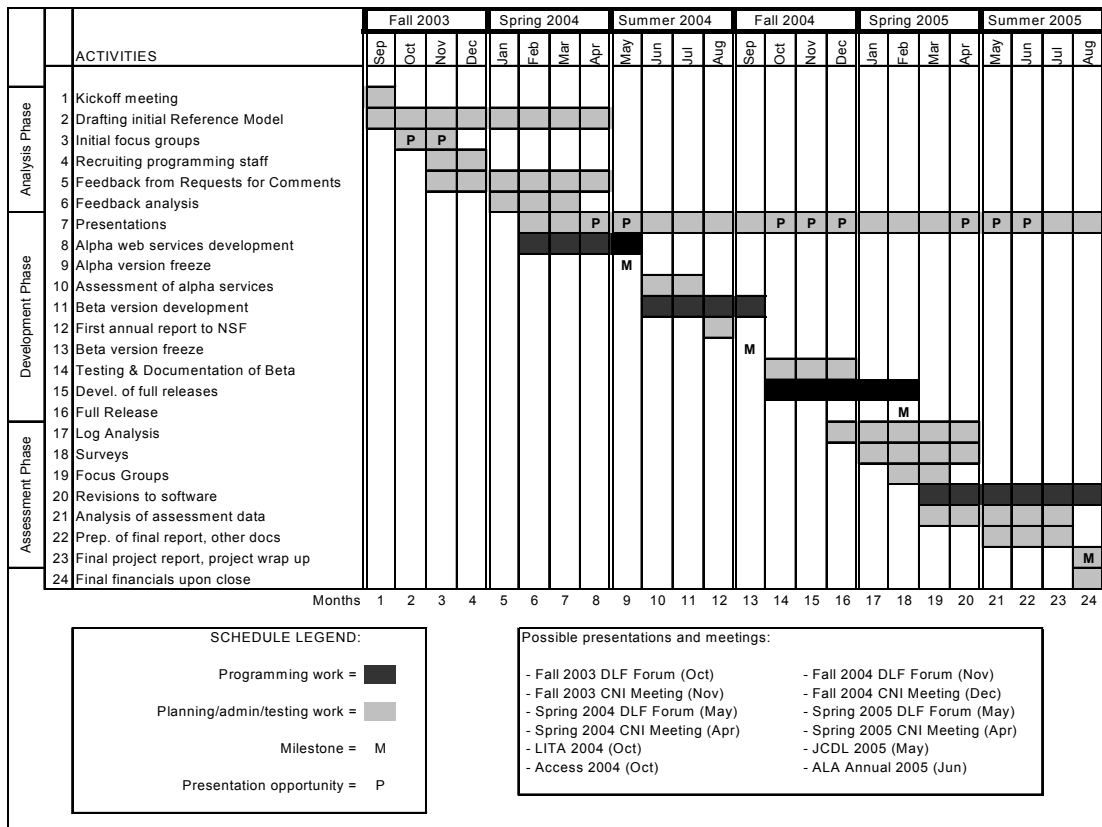 Fall 2003 Spring 2004 Summer 2004 Fall 2004 Spring 2005 Summer 2005
ACTIVITIES Sep Oct Nov Dec Jan Feb Mar Apr May Jun Jul Aug Sep Oct Nov Dec Jan Feb Mar Apr May Jun Jul Aug
Analysis Phase
1 Kickoff meeting
2 Drafting initial Reference Model
3 Initial focus groups P P
4 Recruiting programming staff
5 Feedback from Requests for Comments
6 Feedback analysis
Development Phase
7 Presentations P P P P P P P P
8 Alpha web services development
9 Alpha version freeze M
10 Assessment of alpha services
11 Beta version development
12 First annual report to NSF
13 Beta version freeze M
14 Testing & Documentation of Beta
15 Devel. of full releases
16 Full Release M
Assessment Phase
17 Log Analysis
18 Surveys
19 Focus Groups
20 Revisions to software
21 Analysis of assessment data
22 Prep. of final report, other docs
23 Final project report, project wrap up M
24 Final financials upon close
Months 1 2 3 4 5 6 7 8 9 10 11 12 13 14 15 16 17 18 19 20 21 22 23 24
SCHEDULE LEGEND:
Programming work =
Planning/admin/testing work =
Milestone = M
Presentation opportunity = P
Possible presentations and meetings:
- Fall 2003 DLF Forum (Oct)
- Fall 2003 CNI Meeting (Nov)
- Spring 2004 DLF Forum (May)
- Spring 2004 CNI Meeting (Apr)
- LITA 2004 (Oct)
- Access 2004 (Oct)
- Fall 2004 DLF Forum (Nov)
- Fall 2004 CNI Meeting (Dec)
- Spring 2005 DLF Forum (May)
- Spring 2005 CNI Meeting (Apr)
- JCDL 2005 (May)
- ALA Annual 2005 (Jun)